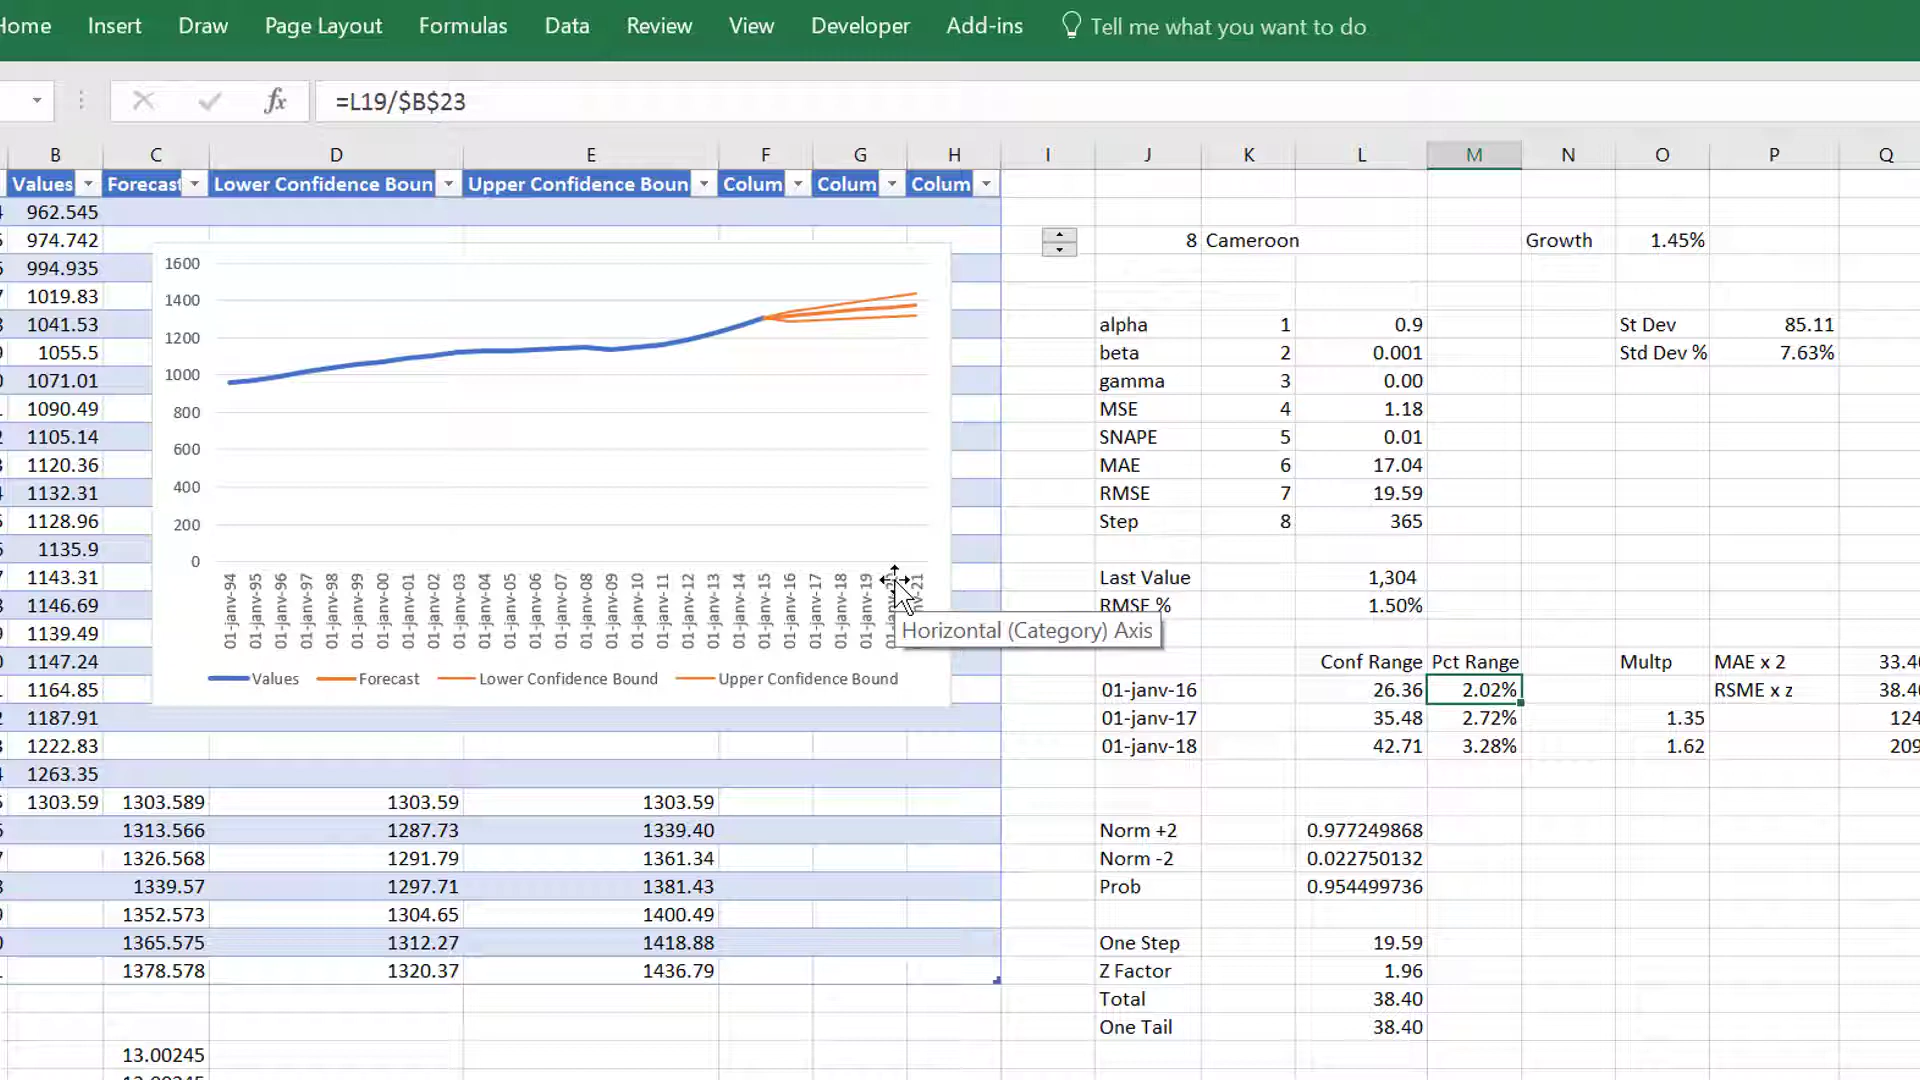 Home Insert Draw Page Layout Formulas Data Review View Developer Add-ins Tell me what you want to do
fx =L19/$B$23
B C D E F G H I J K L M N O P Q
Values Forecast Lower Confidence Boun Upper Confidence Boun Colum Colum Colum
962.545
974.742
8 Cameroon Growth 1.45%
994.935
1019.83
1041.53
alpha 1 0.9 St Dev 85.11
1055.5
beta 2 0.001 Std Dev % 7.63%
1071.01
gamma 3 0.00
1090.49
MSE 4 1.18
1105.14
SNAPE 5 0.01
1120.36
MAE 6 17.04
1132.31
RMSE 7 19.59
1128.96
Step 8 365
1135.9
1143.31
Last Value 1,304
1146.69
RMSE % 1.50%
1139.49
1147.24
Conf Range Pct Range Multp MAE x 2 33.4
1164.85
01-janv-16 26.36 2.02% RSME x z 38.4
1187.91
01-janv-17 35.48 2.72% 1.35 124
1222.83
01-janv-18 42.71 3.28% 1.62 209
1263.35
1303.59 1303.589 1303.59 1303.59
1313.566 1287.73 1339.40
Norm +2 0.977249868
1326.568 1291.79 1361.34
Norm -2 0.022750132
1339.57 1297.71 1381.43
Prob 0.954499736
1352.573 1304.65 1400.49
1365.575 1312.27 1418.88
One Step 19.59
1378.578 1320.37 1436.79
Z Factor 1.96
Total 38.40
One Tail 38.40
13.00245
13.00245
1600
1400
1200
1000
800
600
400
200
0
01-janv-94 01-janv-95 01-janv-96 01-janv-97 01-janv-98 01-janv-99 01-janv-00 01-janv-01 01-janv-02 01-janv-03 01-janv-04 01-janv-05 01-janv-06 01-janv-07 01-janv-08 01-janv-09 01-janv-10 01-janv-11 01-janv-12 01-janv-13 01-janv-14 01-janv-15 01-janv-16 01-janv-17 01-janv-18 01-janv-19
Horizontal (Category) Axis
Values Forecast Lower Confidence Bound Upper Confidence Bound